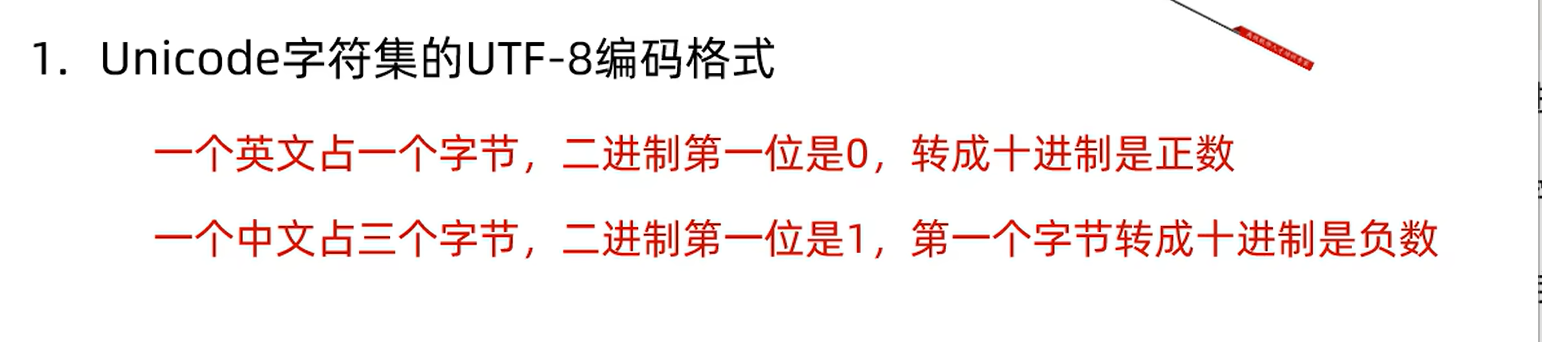 1. Unicode字符集的UTF-8编码格式
一个英文占一个字节，二进制第一位是0，转成十进制是正数
一个中文占三个字节，二进制第一位是1，第一个字节转成十进制是负数